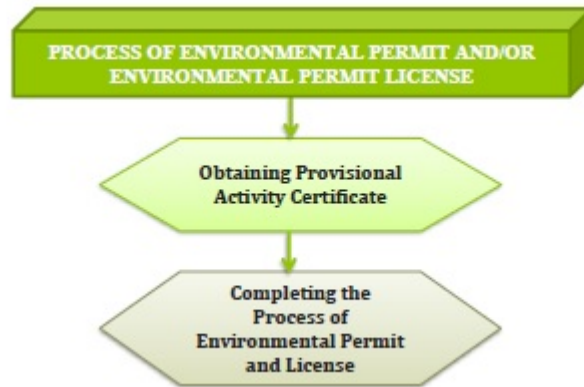 PROCESS OF ENVIRONMENTAL PERMIT AND/OR
ENVIRONMENTAL PERMIT LICENSE
Obtaining Provisional
Activity Certificate
Completing the
Process of
Environmental Permit
and License